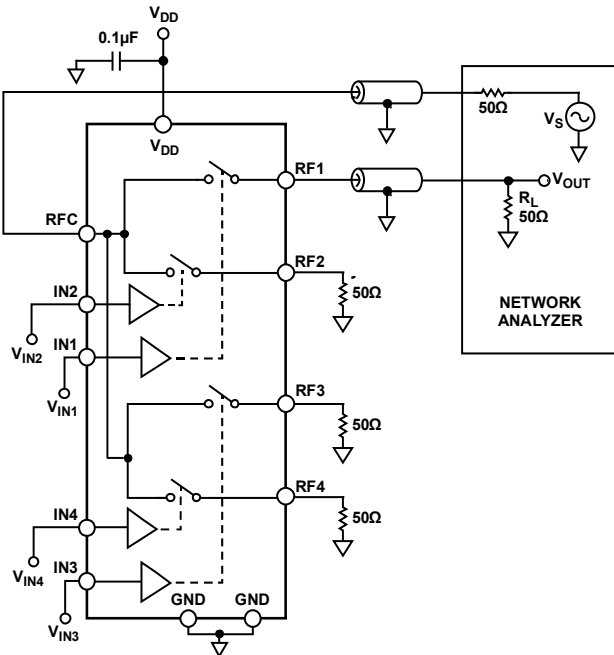 VDD
0.1µF
50Ω
VS
VDD
RF1
VOUT
RL
50Ω
RFC
RF2
IN2
50Ω
NETWORK
ANALYZER
VIN2
IN1
VIN1
RF3
50Ω
RF4
IN4
50Ω
VIN4
IN3
GND GND
VIN3